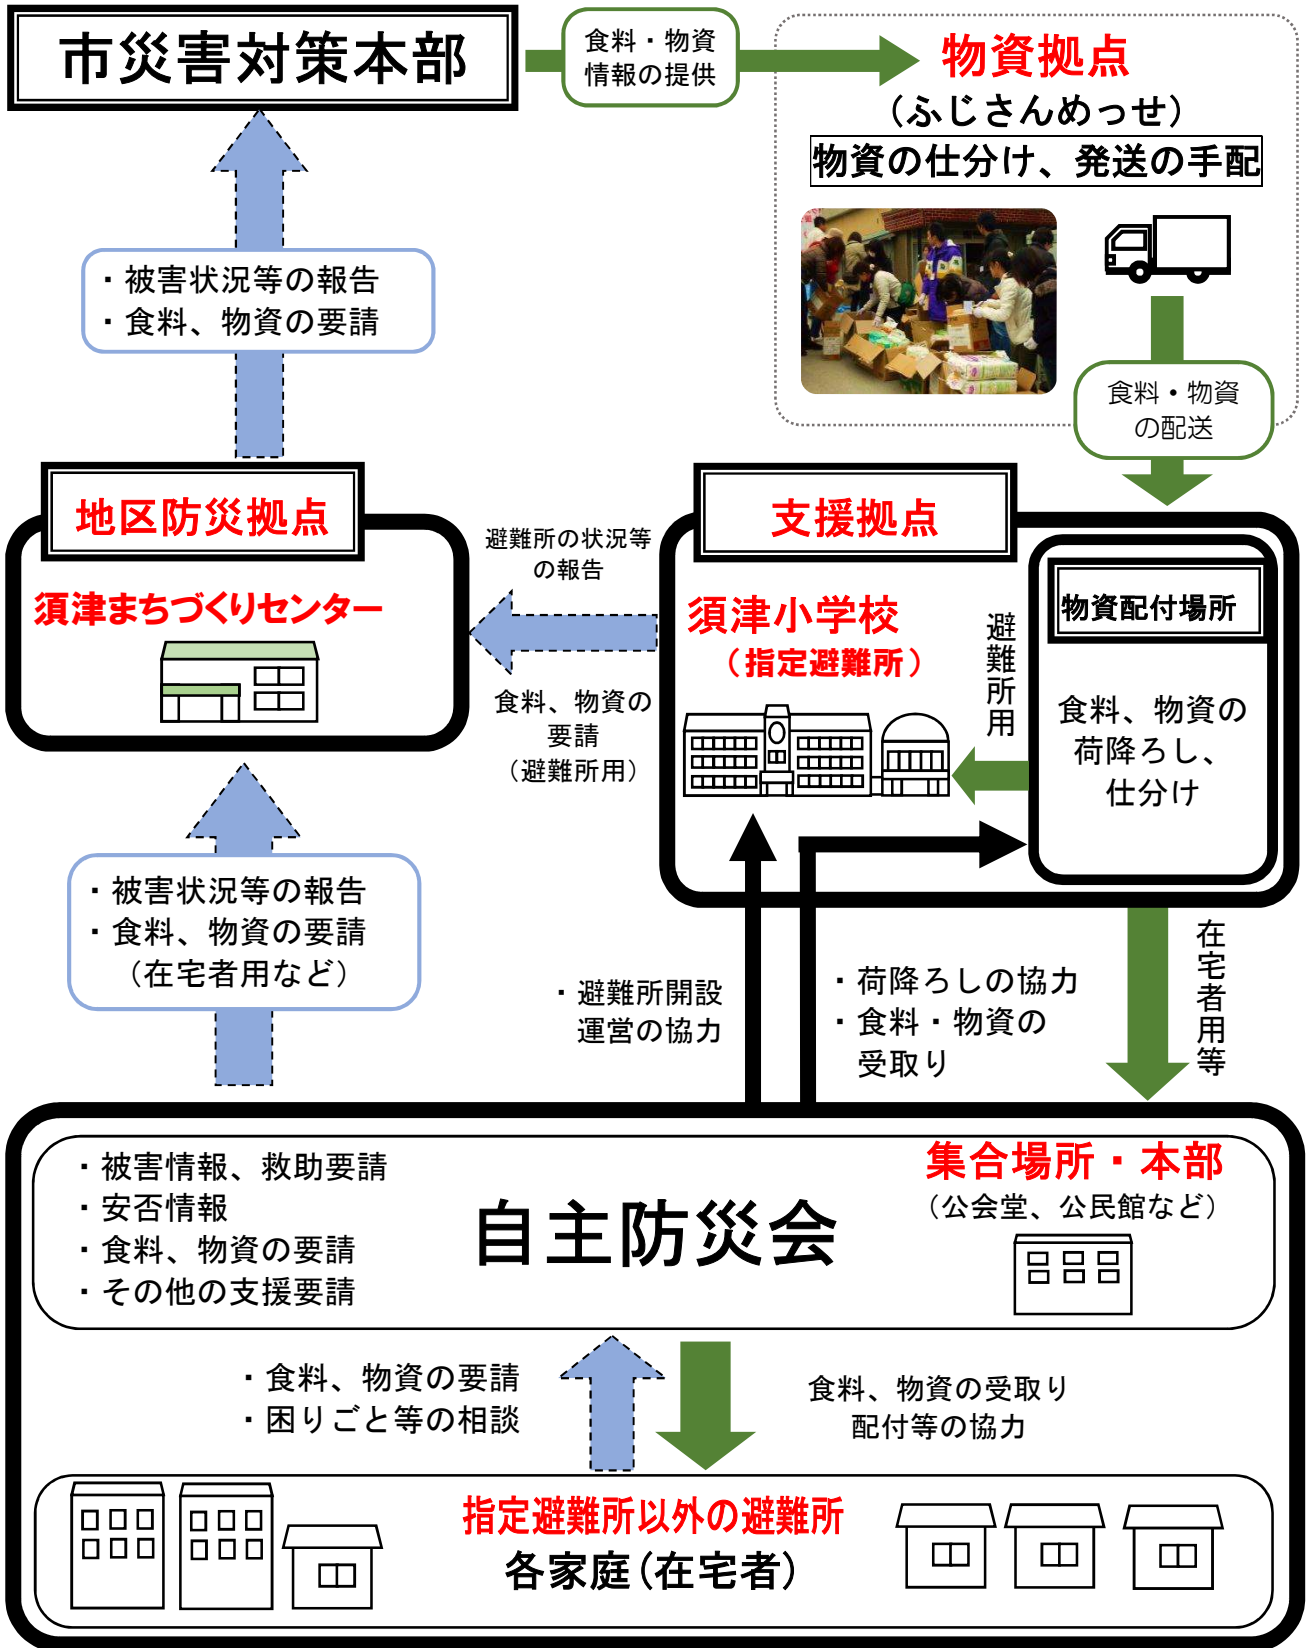 市災害対策本部
食料・物資
情報の提供
物資拠点
（ふじさんめっせ）
物資の仕分け、発送の手配
・被害状況等の報告
・食料、物資の要請
食料・物資
の配送
地区防災拠点
須津まちづくりセンター
避難所の状況等
の報告
食料、物資の
要請
（避難所用）
支援拠点
須津小学校
（指定避難所）
避難所用
物資配付場所
食料、物資の
荷降ろし、
仕分け
・被害状況等の報告
・食料、物資の要請
（在宅者用など）
・避難所開設
運営の協力
・荷降ろしの協力
・食料・物資の
受取り
在宅者用等
・被害情報、救助要請
・安否情報
・食料、物資の要請
・その他の支援要請
自主防災会
集合場所・本部
（公会堂、公民館など）
・食料、物資の要請
・困りごと等の相談
食料、物資の受取り
配付等の協力
指定避難所以外の避難所
各家庭（在宅者）